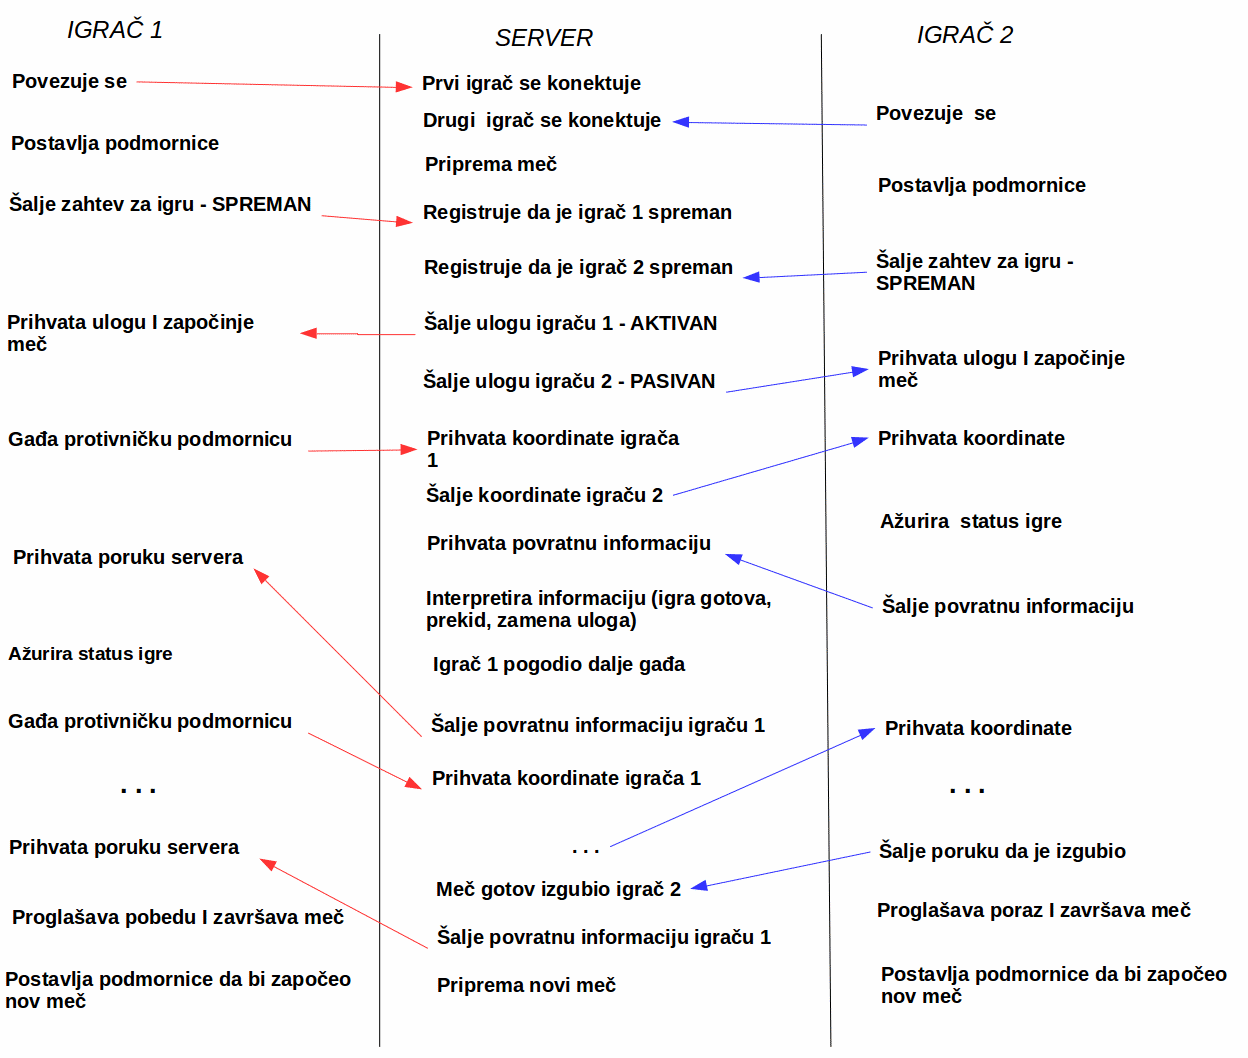 IGRAČ 1
Povezuje se
Postavlja podmornice
Šalje zahtev za igru - SPREMAN
Prihvata ulogu I započinje
meč
Gađa protivničku podmornicu
Prihvata poruku servera
Ažurira status igre
Gađa protivničku podmornicu
. . .
Prihvata poruku servera
Proglašava pobedu I završava meč
Postavlja podmornice da bi započeo
nov meč
SERVER
Prvi igrač se konektuje
Drugi  igrač se konektuje
Priprema meč
Registruje da je igrač 1 spreman
Registruje da je igrač 2 spreman
Šalje ulogu igraču 1 - AKTIVAN
Šalje ulogu igraču 2 - PASIVAN
Prihvata koordinate igrača
1
Šalje koordinate igraču 2
Prihvata povratnu informaciju
Interpretira informaciju (igra gotova,
prekid, zamena uloga)
Igrač 1 pogodio dalje gađa
Šalje povratnu informaciju igraču 1
Prihvata koordinate igrača 1
. . .
Meč gotov izgubio igrač 2
Šalje povratnu informaciju igraču 1
Priprema novi meč
IGRAČ 2
Povezuje  se
Postavlja podmornice
Šalje zahtev za igru -
SPREMAN
Prihvata ulogu I započinje
meč
Prihvata koordinate
Ažurira  status igre
Šalje povratnu informaciju
Prihvata koordinate
. . .
Šalje poruku da je izgubio
Proglašava poraz I završava meč
Postavlja podmornice da bi započeo
nov meč